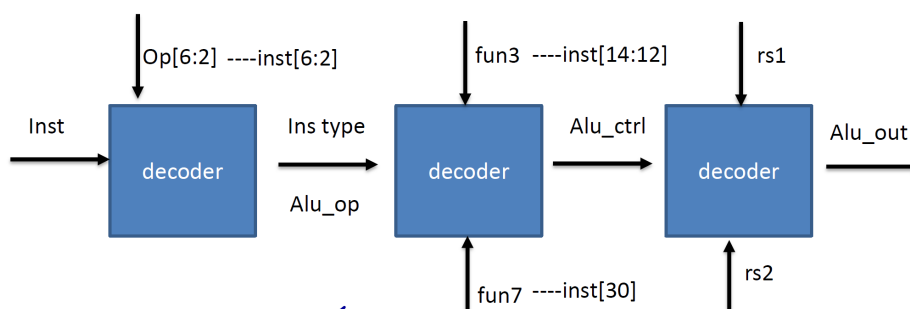 Op[6:2] ----inst[6:2]
fun3 ----inst[14:12]
rs1
Inst
Ins type
Alu_ctrl
Alu_out
decoder
decoder
decoder
Alu_op
rs2
fun7 ----inst[30]